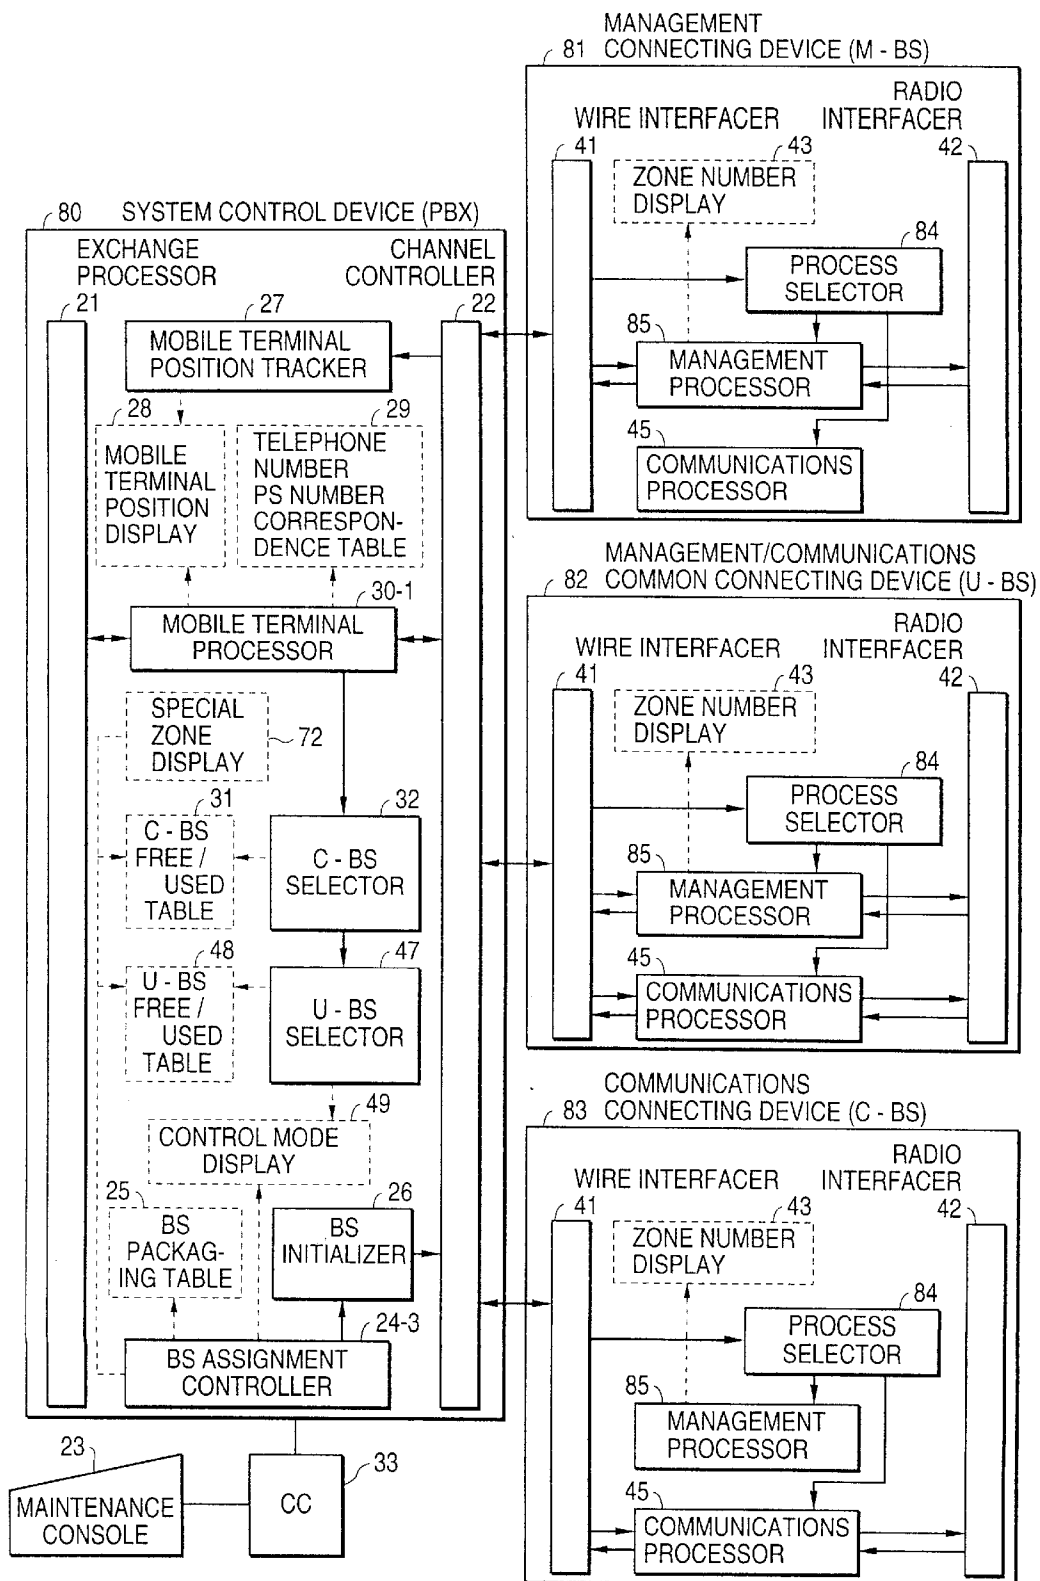 80 SYSTEM CONTROL DEVICE (PBX)
EXCHANGE
PROCESSOR
CHANNEL
CONTROLLER
21
27
22
MOBILE TERMINAL
POSITION TRACKER
28
MOBILE
TERMINAL
POSITION
DISPLAY
29
TELEPHONE
NUMBER
PS NUMBER
CORRESPON-
DENCE TABLE
30-1
MOBILE TERMINAL
PROCESSOR
SPECIAL
ZONE
DISPLAY
72
31
C - BS
FREE /
USED
TABLE
32
C - BS
SELECTOR
48
U - BS
FREE /
USED
TABLE
47
U - BS
SELECTOR
49
CONTROL MODE
DISPLAY
25
BS
PACKAG-
ING TABLE
26
BS
INITIALIZER
24-3
BS ASSIGNMENT
CONTROLLER
23
MAINTENANCE
CONSOLE
CC
33
MANAGEMENT
81 CONNECTING DEVICE (M - BS)
RADIO
WIRE INTERFACER INTERFACER
41
43
42
ZONE NUMBER
DISPLAY
84
PROCESS
SELECTOR
85
MANAGEMENT
PROCESSOR
45
COMMUNICATIONS
PROCESSOR
MANAGEMENT/COMMUNICATIONS
82 COMMON CONNECTING DEVICE (U - BS)
RADIO
WIRE INTERFACER INTERFACER
41
43
42
ZONE NUMBER
DISPLAY
84
PROCESS
SELECTOR
85
MANAGEMENT
PROCESSOR
45
COMMUNICATIONS
PROCESSOR
COMMUNICATIONS
83 CONNECTING DEVICE (C - BS)
RADIO
WIRE INTERFACER INTERFACER
41
43
42
ZONE NUMBER
DISPLAY
84
PROCESS
SELECTOR
85
MANAGEMENT
PROCESSOR
45
COMMUNICATIONS
PROCESSOR